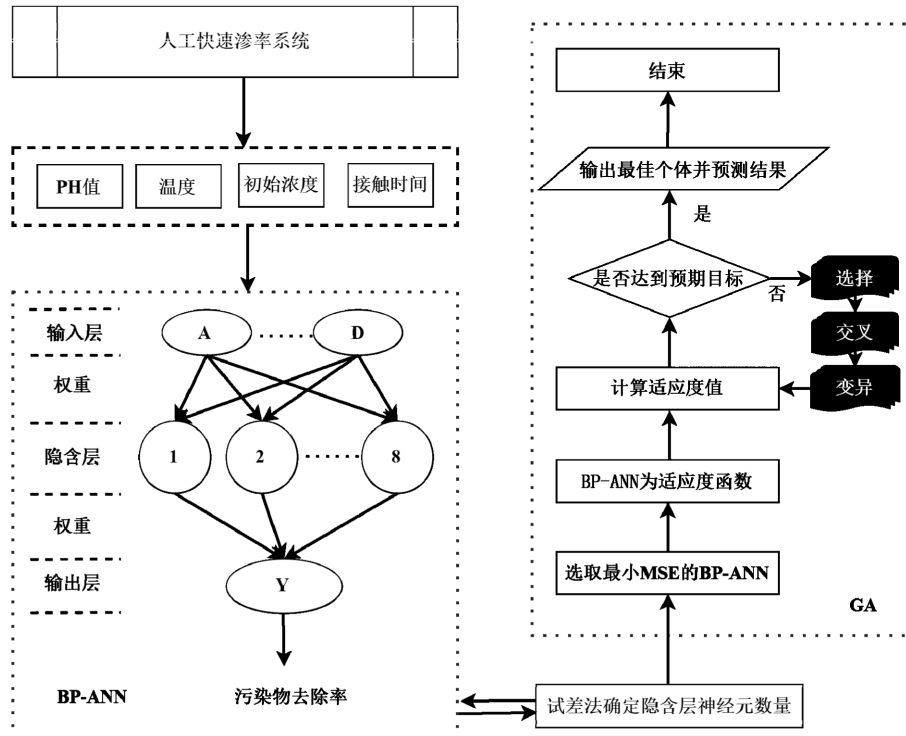 人工快速渗率系统
PH值
温度
初始浓度
接触时间
输入层
A
D
权重
隐含层
1
2
8
权重
输出层
Y
BP-ANN
污染物去除率
结束
输出最佳个体并预测结果
是
是否达到预期目标
否
选择
交叉
变异
计算适应度值
BP-ANN为适应度函数
选取最小MSE的BP-ANN
GA
试差法确定隐含层神经元数量